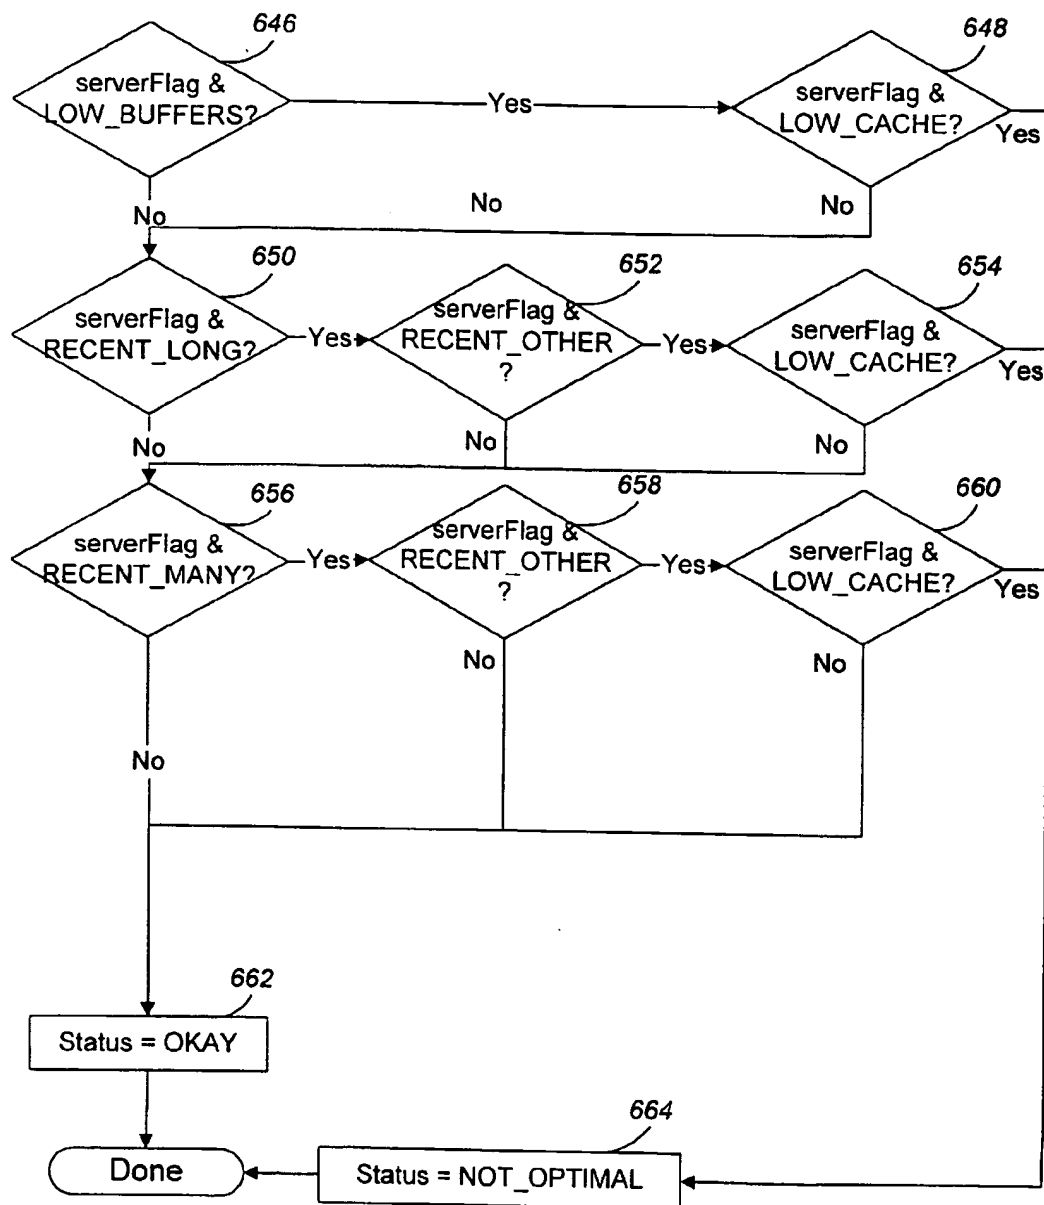 646
serverFlag &
LOW_BUFFERS?
Yes
648
serverFlag &
LOW_CACHE?
Yes
No
No
No
650
serverFlag &
RECENT_LONG?
Yes
652
serverFlag &
RECENT_OTHER
?
Yes
654
serverFlag &
LOW_CACHE?
Yes
No
No
No
656
serverFlag &
RECENT_MANY?
Yes
658
serverFlag &
RECENT_OTHER
?
Yes
660
serverFlag &
LOW_CACHE?
Yes
No
No
No
662
Status = OKAY
664
Status = NOT_OPTIMAL
Done